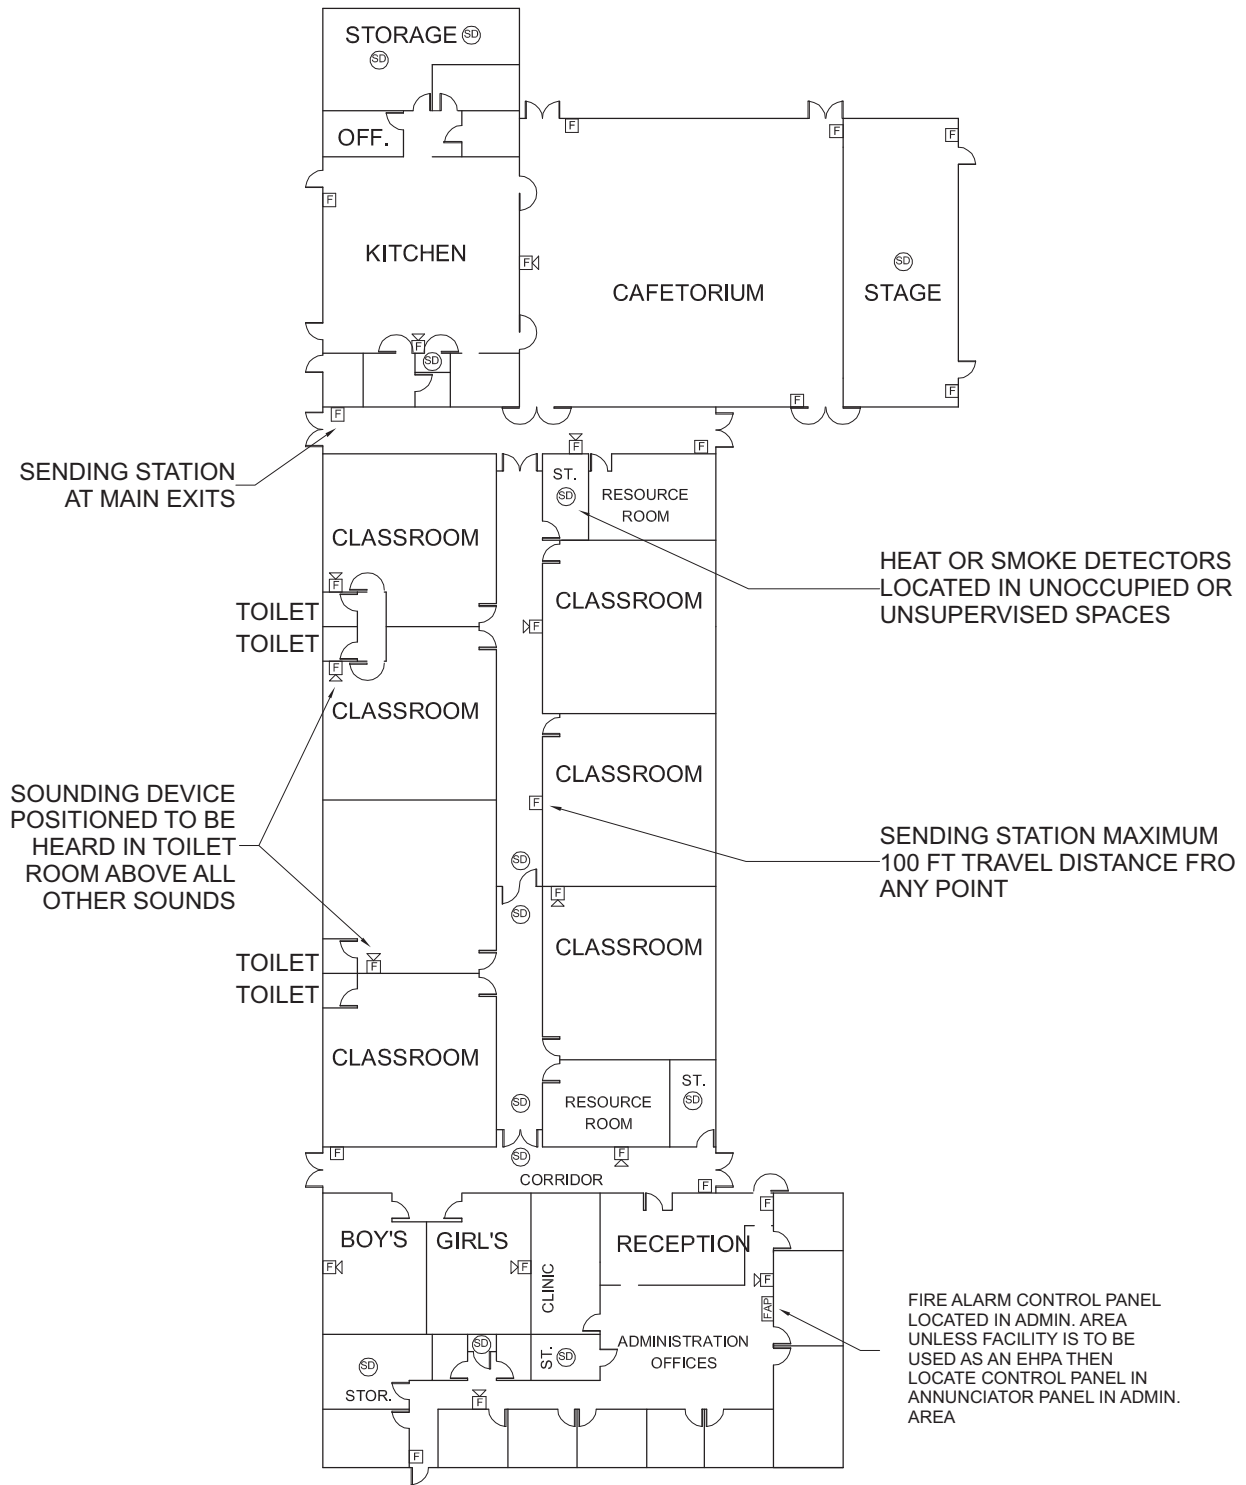 STORAGE SD
SD
OFF.
F
F
F
F
KITCHEN
F
SD
CAFETORIUM
STAGE
F
SD
F
F
F
F
F
F
SENDING STATION
AT MAIN EXITS
ST.
SD
RESOURCE
ROOM
CLASSROOM
HEAT OR SMOKE DETECTORS
LOCATED IN UNOCCUPIED OR
UNSUPERVISED SPACES
F
CLASSROOM
TOILET
TOILET
F
F
CLASSROOM
CLASSROOM
SOUNDING DEVICE
POSITIONED TO BE
HEARD IN TOILET
ROOM ABOVE ALL
OTHER SOUNDS
F
SENDING STATION MAXIMUM
100 FT TRAVEL DISTANCE FRO
ANY POINT
SD
F
SD
CLASSROOM
TOILET
F
TOILET
CLASSROOM
ST.
SD
SD
RESOURCE
ROOM
F
SD
F
CORRIDOR
F
F
BOY'S
GIRL'S
RECEPTION
F
F
CLINIC
F
FAP
FIRE ALARM CONTROL PANEL
LOCATED IN ADMIN. AREA
UNLESS FACILITY IS TO BE
USED AS AN EHPA THEN
LOCATE CONTROL PANEL IN
ANNUNCIATOR PANEL IN ADMIN.
AREA
SD
ST.
SD
ADMINISTRATION
OFFICES
SD
STOR.
F
F